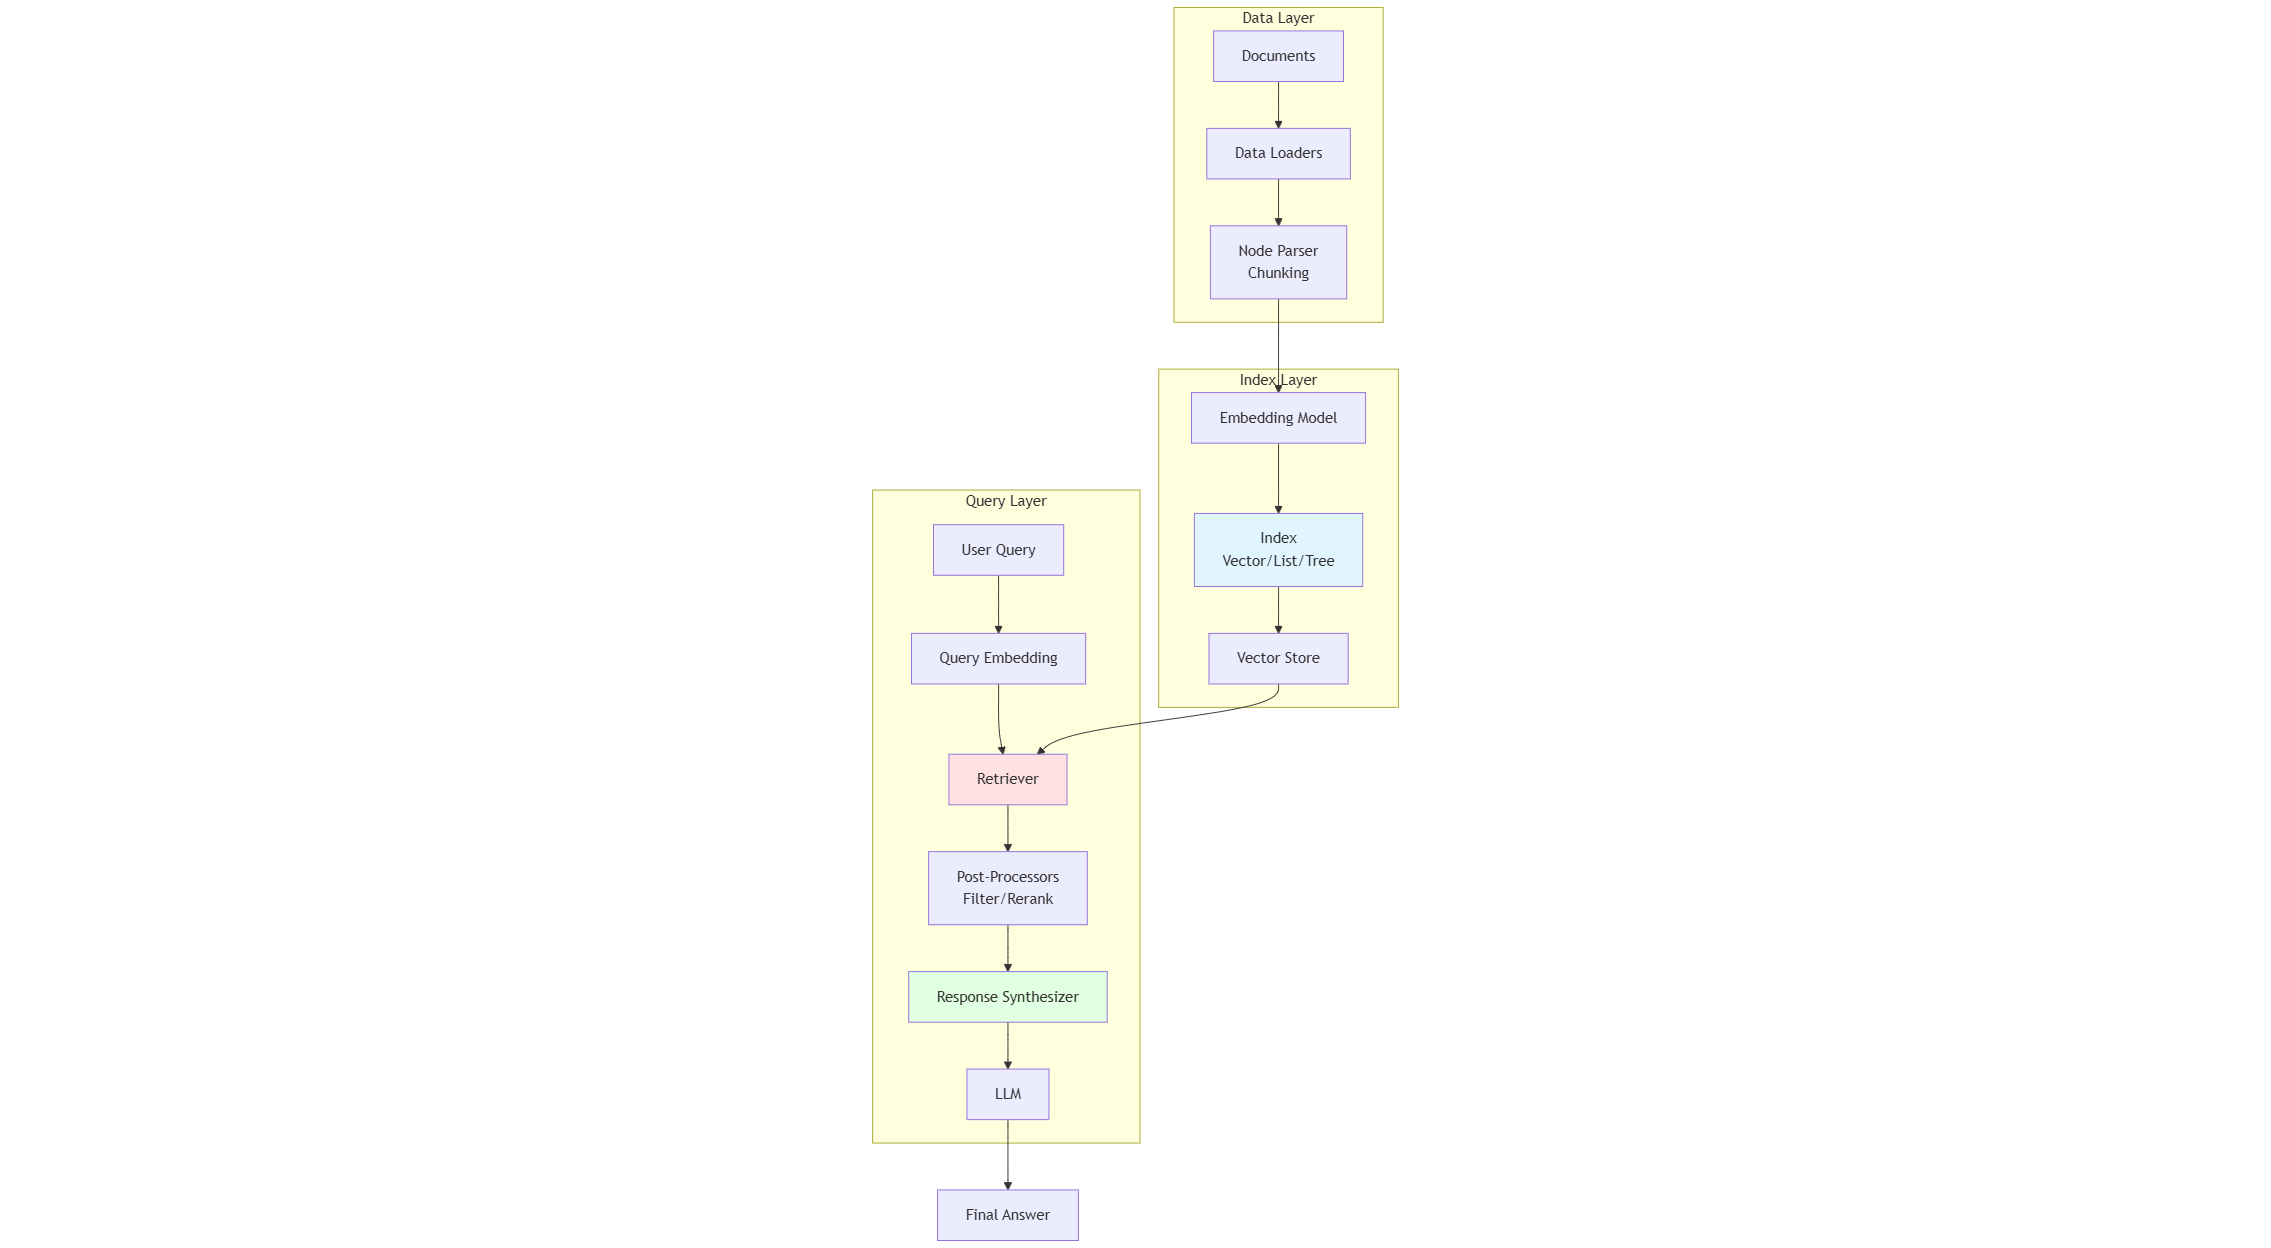 Data Layer
Documents
Data Loaders
Node Parser
Chunking
Index Layer
Embedding Model
Index
Vector/List/Tree
Vector Store
Query Layer
User Query
Query Embedding
Retriever
Post-Processors
Filter/Rerank
Response Synthesizer
LLM
Final Answer